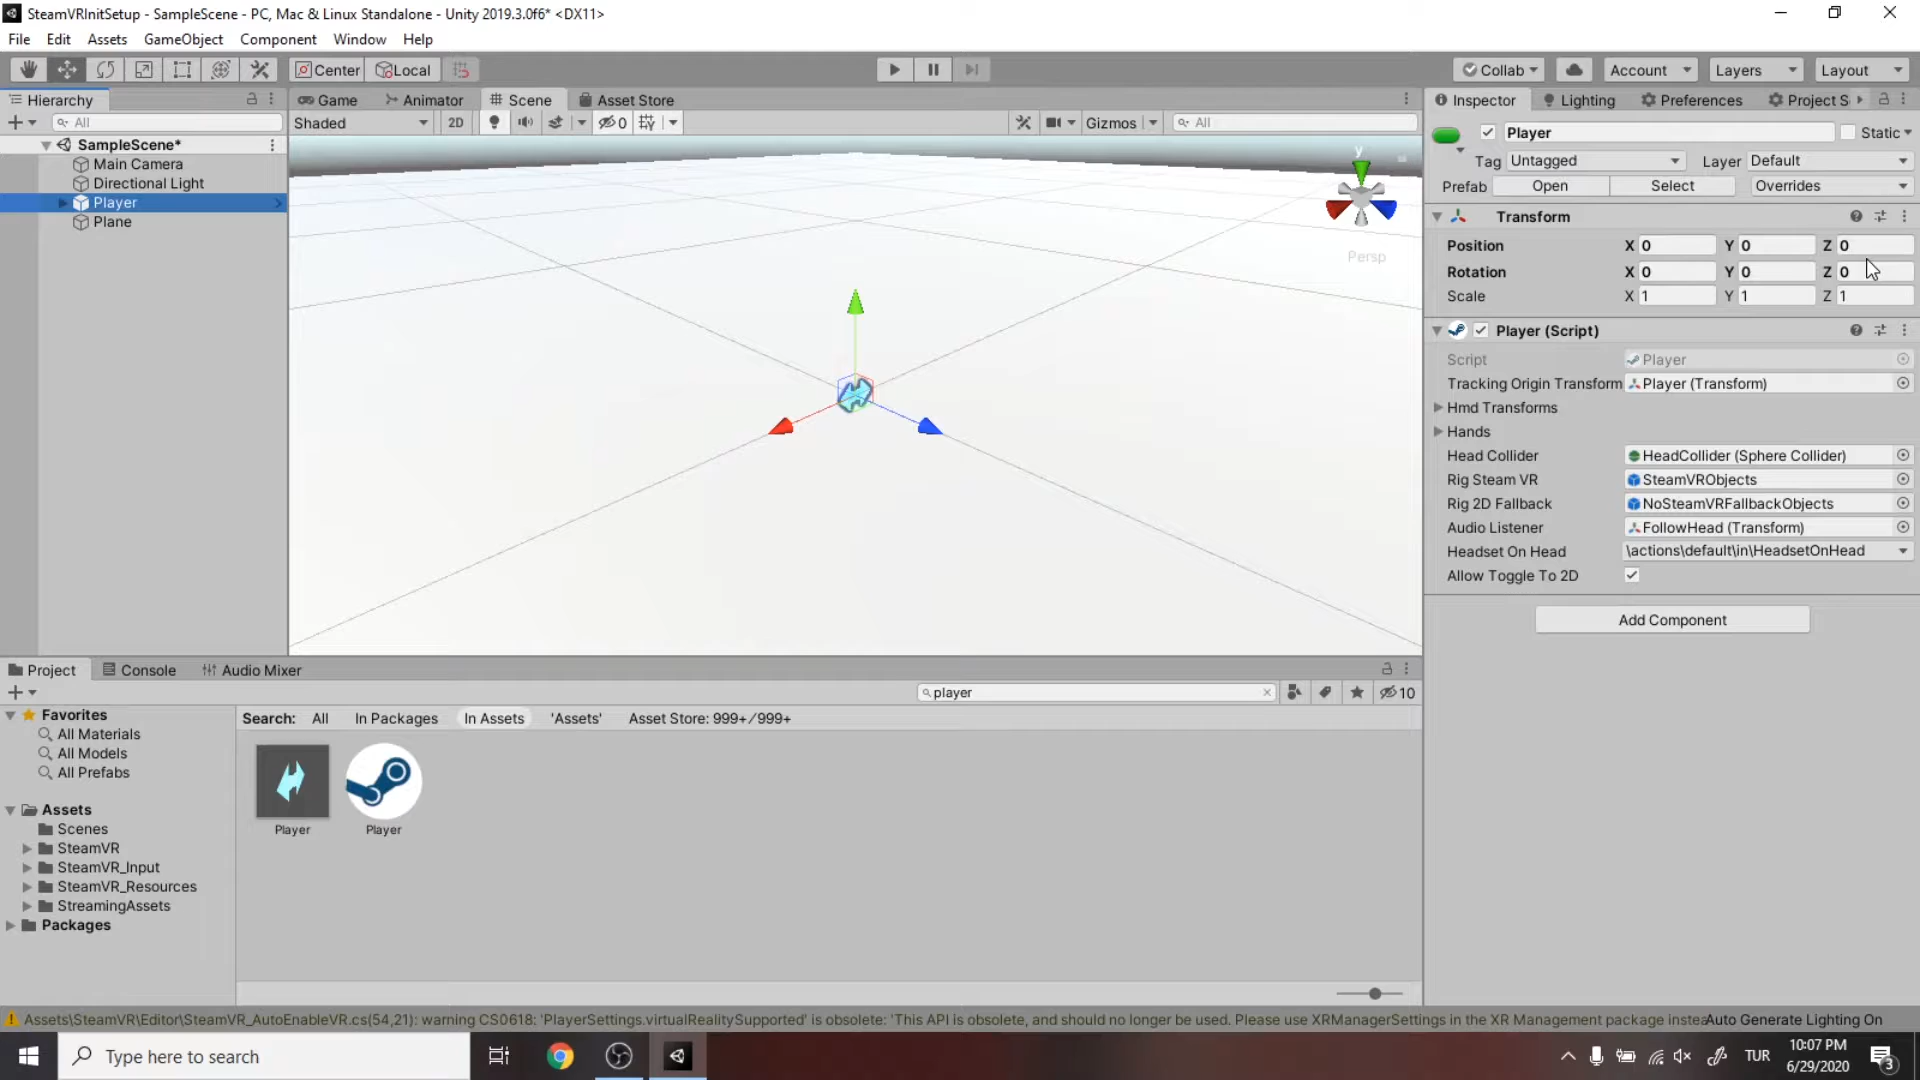 SteamVRInitSetup - SampleScene - PC, Mac & Linux Standalone - Unity 2019.3.0f6* <DX11>
File Edit Assets GameObject Component Window Help
Center Local Collab Account Layers Layout
Hierarchy
All
SampleScene*
Main Camera
Directional Light
Player
Plane
Game Animator Scene Asset Store
Shaded 2D 0 Gizmos All
y
Persp
Inspector Lighting Preferences Project S
Player Static
Tag Untagged Layer Default
Prefab Open Select Overrides
Transform
Position X 0 Y 0 Z 0
Rotation X 0 Y 0 Z 0
Scale X 1 Y 1 Z 1
Player (Script)
Script Player
Tracking Origin Transform Player (Transform)
Hmd Transforms
Hands
Head Collider HeadCollider (Sphere Collider)
Rig Steam VR SteamVRObjects
Rig 2D Fallback NoSteamVRFallbackObjects
Audio Listener FollowHead (Transform)
Headset On Head \actions\default\in\HeadsetOnHead
Allow Toggle To 2D
Add Component
Project Console Audio Mixer
player 10
Favorites
All Materials
All Models
All Prefabs
Assets
Scenes
SteamVR
SteamVR_Input
SteamVR_Resources
StreamingAssets
Packages
Search: All In Packages In Assets 'Assets' Asset Store: 999+/999+
Player Player
Assets\SteamVR\Editor\SteamVR_AutoEnableVR.cs(54,21): warning CS0618: 'PlayerSettings.virtualRealitySupported' is obsolete: 'This API is obsolete, and should no longer be used. Please use XRManagerSettings in the XR Management package instea Auto Generate Lighting On
Type here to search
TUR
10:07 PM
6/29/2020
3